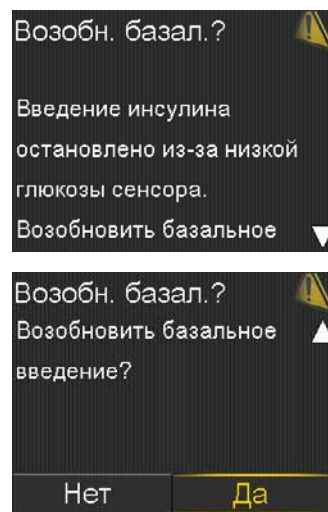 Возобн. базал.?
Введение инсулина
остановлено из-за низкой
глюкозы сенсора.
Возобновить базальное
Возобн. базал.?
Возобновить базальное
введение?
Нет Да